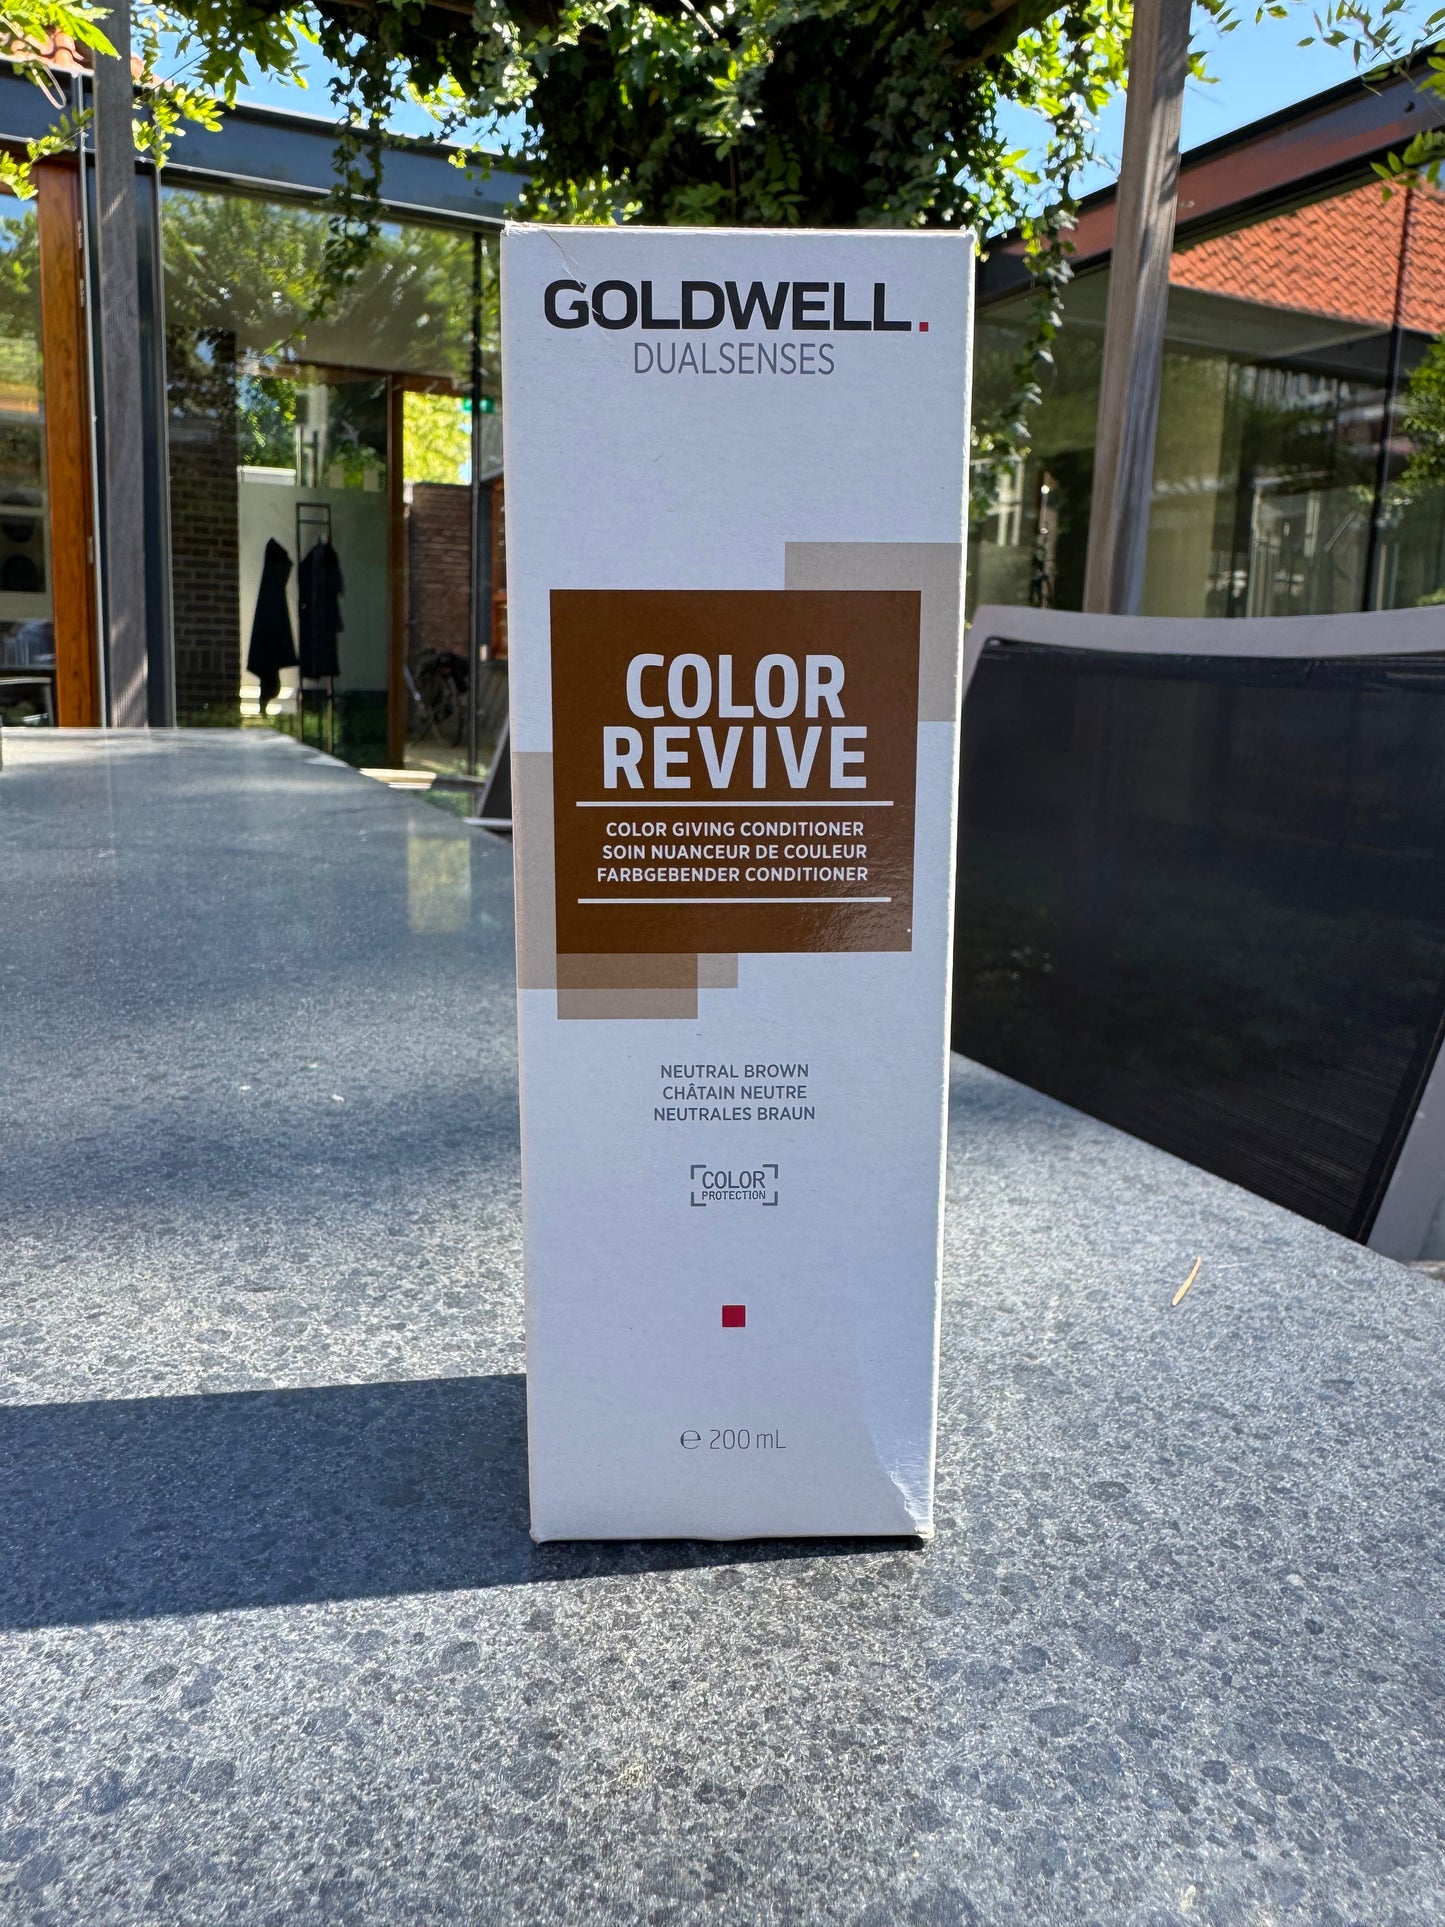 GOLDWELL.
DUALSENSES
COLOR
REVIVE
COLOR GIVING CONDITIONER
SOIN NUANCEUR DE COULEUR
FARBGEBENDER CONDITIONER
NEUTRAL BROWN
CHÂTAIN NEUTRE
NEUTRALES BRAUN
COLOR
PROTECTION
℮ 200 mL